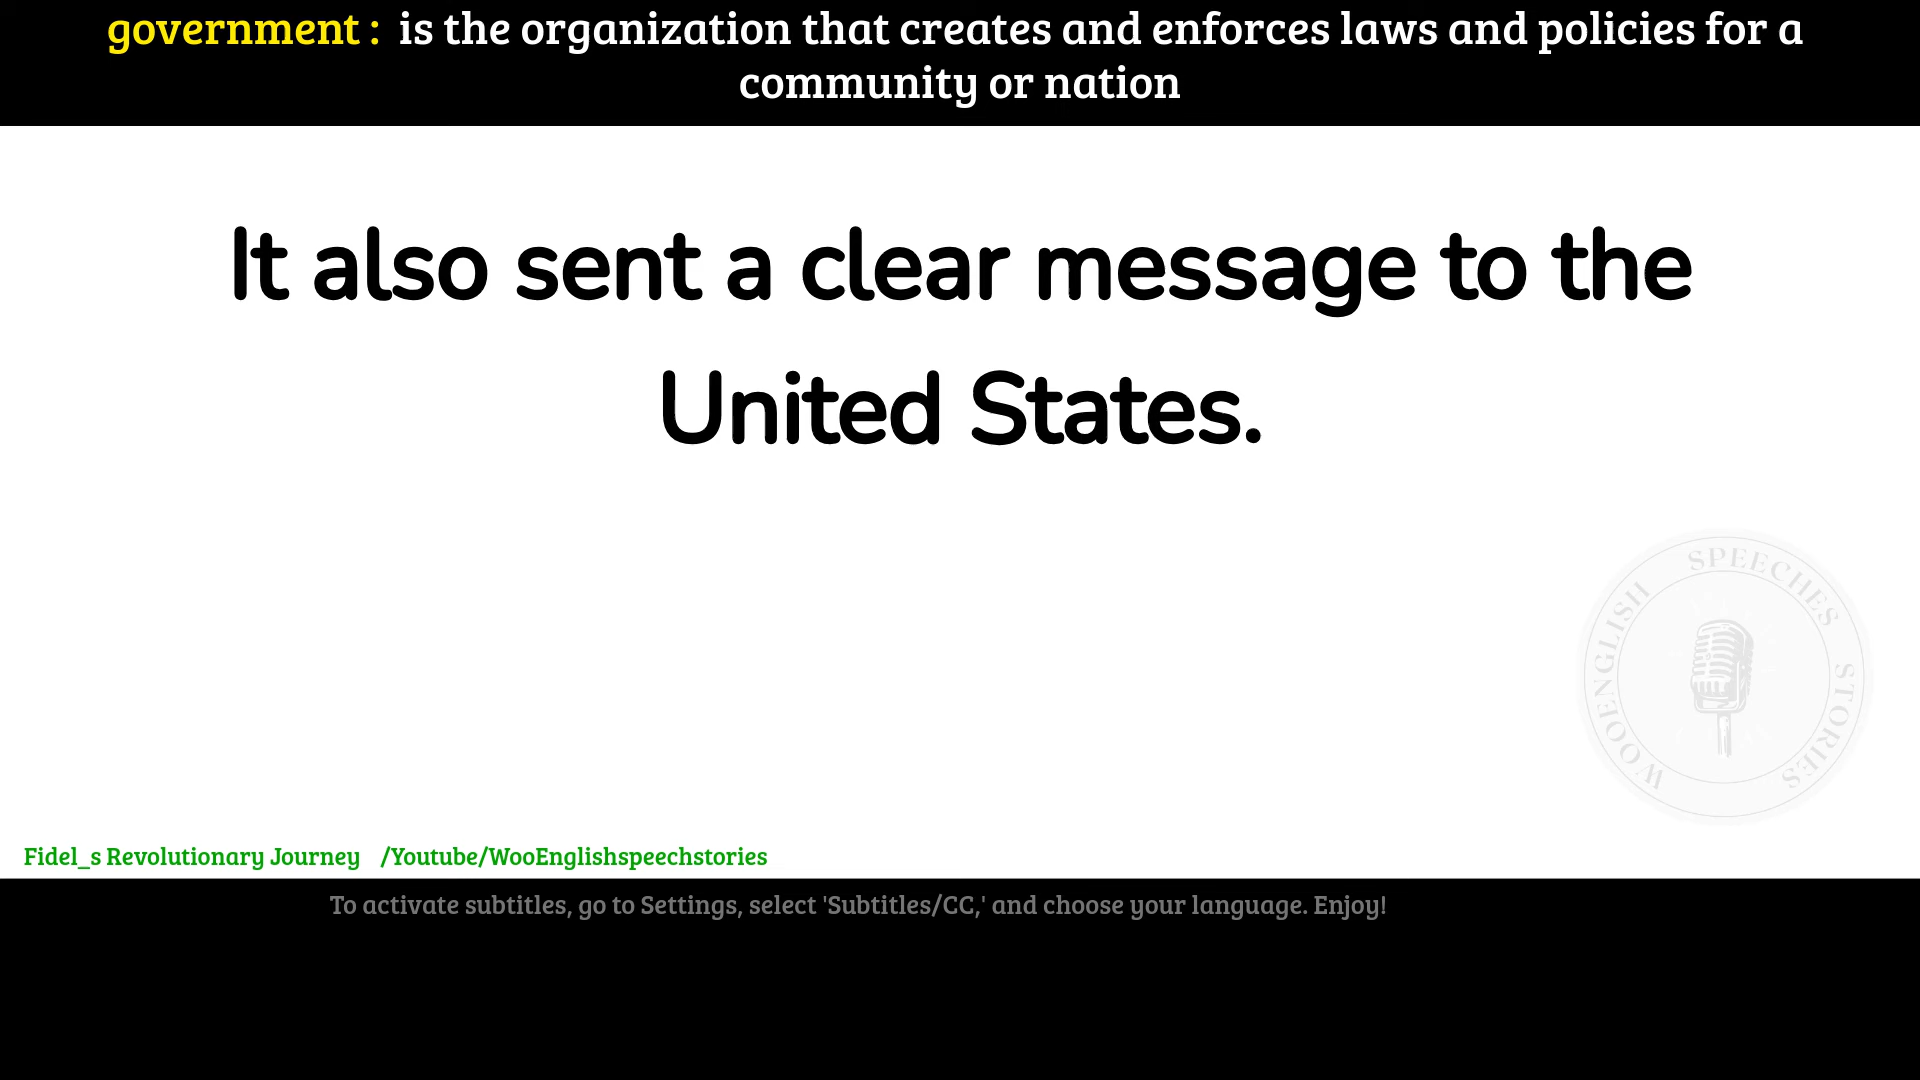 government :  is the organization that creates and enforces laws and policies for a
community or nation
It also sent a clear message to the
United States.
WOOENGLISH SPEECHES STORIES
Fidel_s Revolutionary Journey /Youtube/WooEnglishspeechstories
To activate subtitles, go to Settings, select 'Subtitles/CC,' and choose your language. Enjoy!